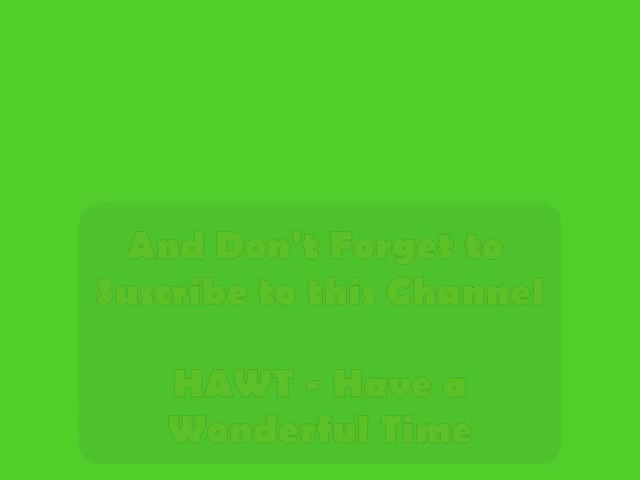 And Don't Forget to
Suscribe to this Channel
HAWT - Have a
Wonderful Time